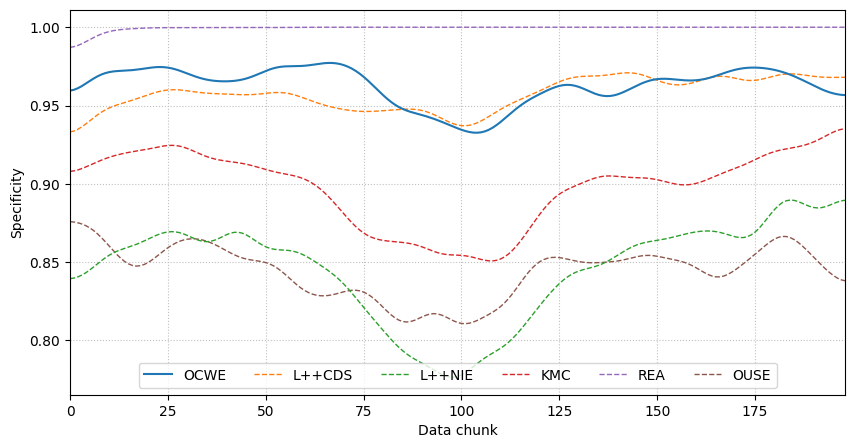 1.00
0.95
0.90
0.85
0.80
Specificity
OCWE L++CDS L++NIE KMC REA OUSE
0 25 50 75 100 125 150 175
Data chunk